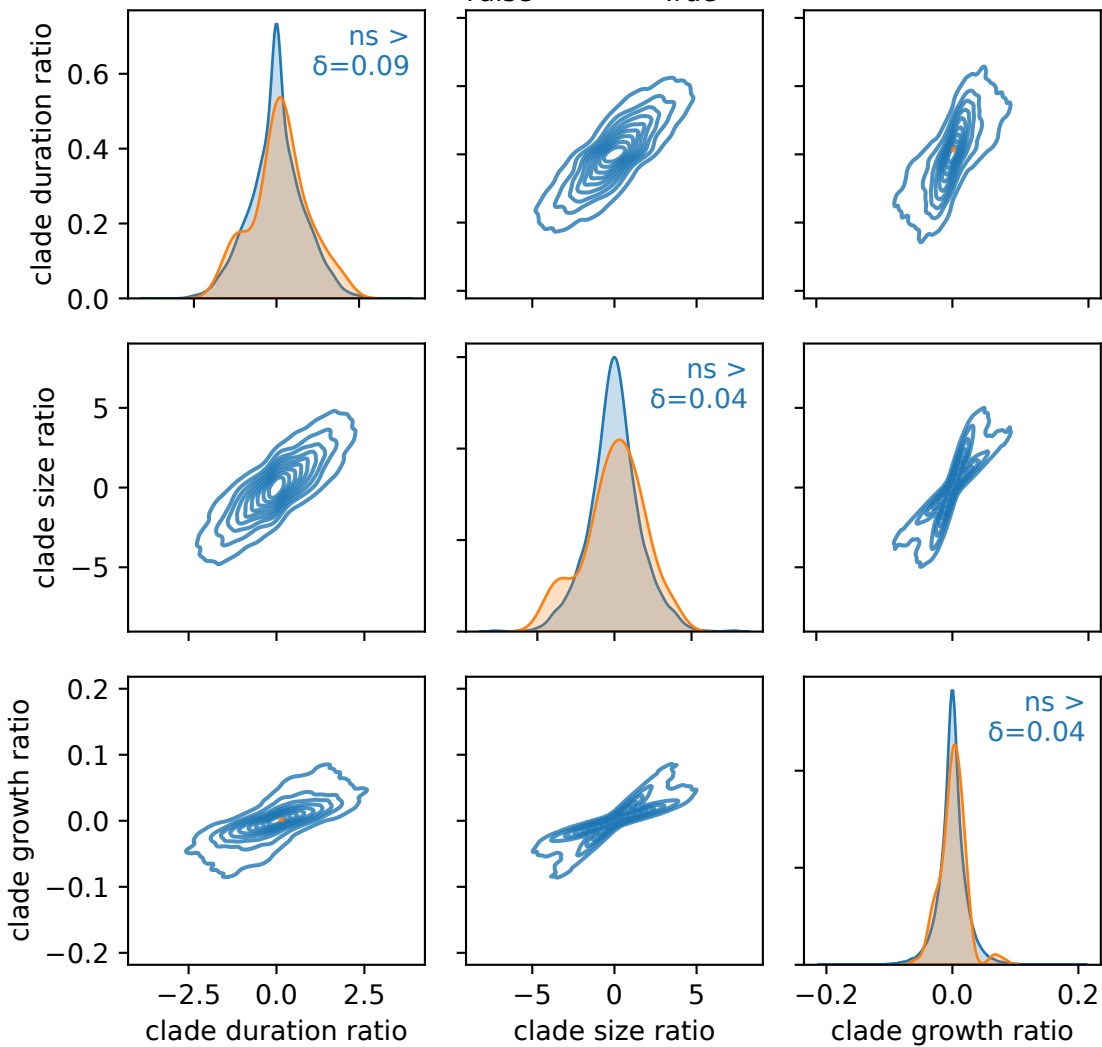 ns >
δ=0.09
clade duration ratio
0.6
0.4
0.2
0.0
ns >
δ=0.04
clade size ratio
5
0
−5
ns >
δ=0.04
clade growth ratio
0.2
0.1
0.0
−0.1
−0.2
−2.5 0.0 2.5
−5 0 5
−0.2 0.0 0.2
clade duration ratio
clade size ratio
clade growth ratio